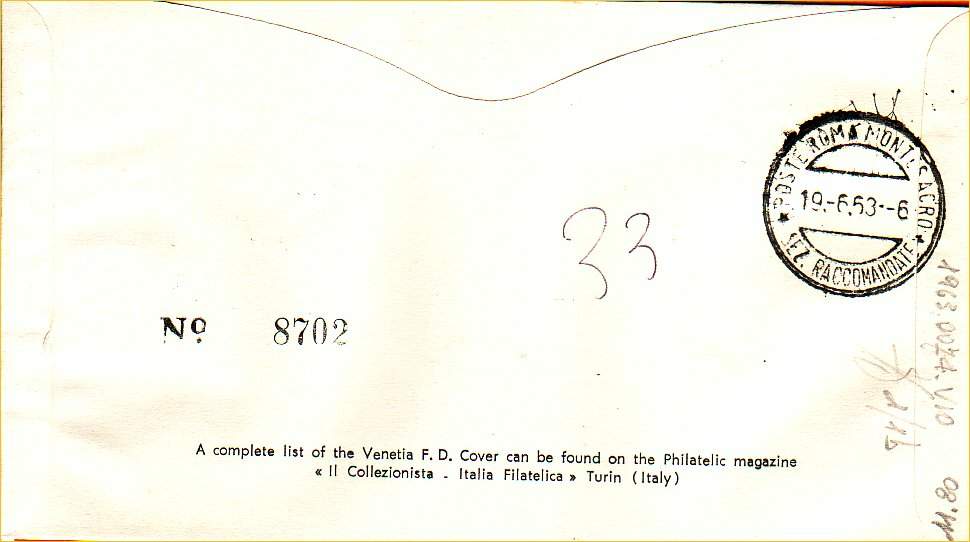 POSTE ROMA MONTESACRO
19.-6.63.-6
SEZ. RACCOMANDATE
33
Nº 8702
A complete list of the Venetia F. D. Cover can be found on the Philatelic magazine
« Il Collezionista - Italia Filatelica » Turin (Italy)
M.80